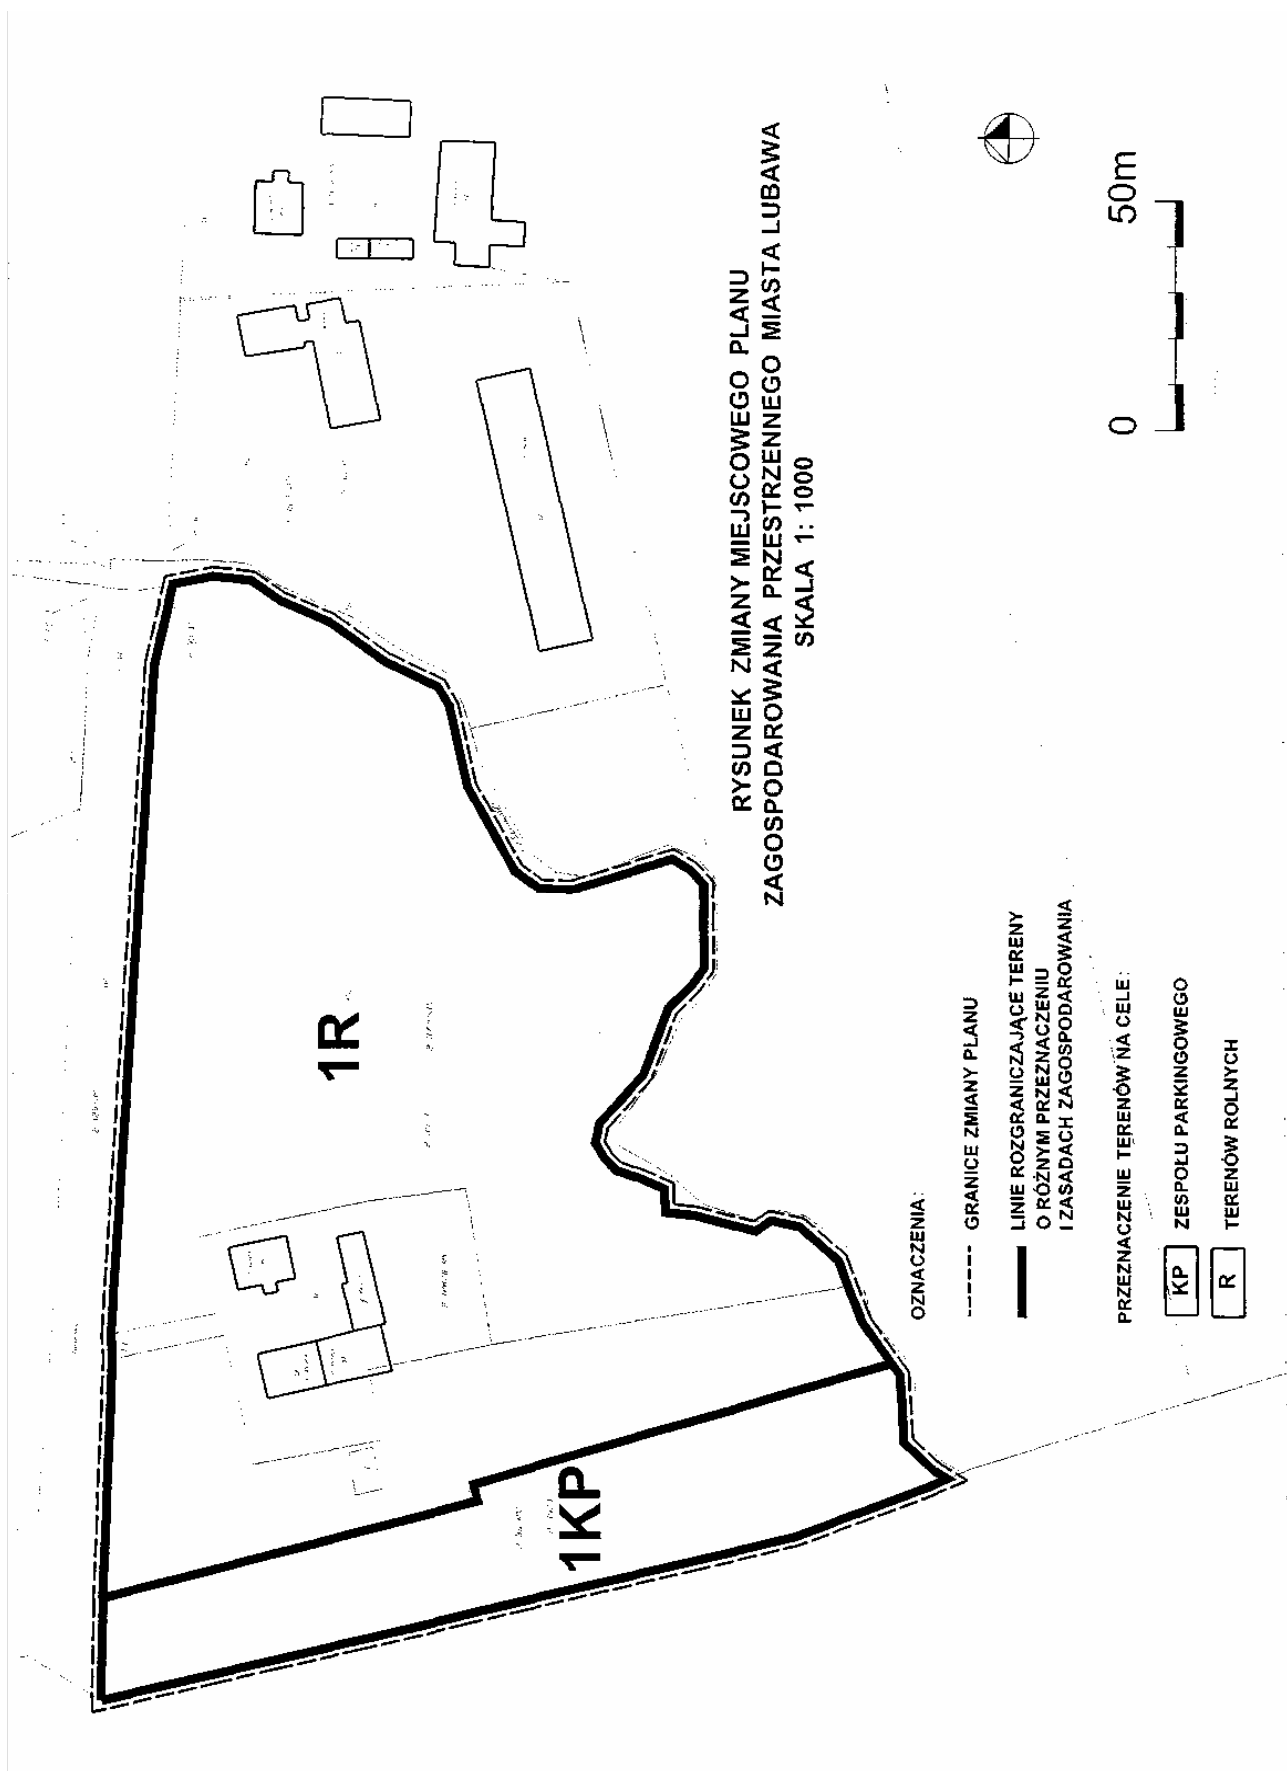 1R
1KP
RYSUNEK ZMIANY MIEJSCOWEGO PLANU
ZAGOSPODAROWANIA PRZESTRZENNEGO MIASTA LUBAWA
SKALA 1: 1000
OZNACZENIA:
GRANICE ZMIANY PLANU
LINIE ROZGRANICZAJĄCE TERENY
O RÓŻNYM PRZEZNACZENIU
I ZASADACH ZAGOSPODAROWANIA
PRZEZNACZENIE TERENÓW NA CELE:
KP ZESPOŁU PARKINGOWEGO
R TERENÓW ROLNYCH
0 50m